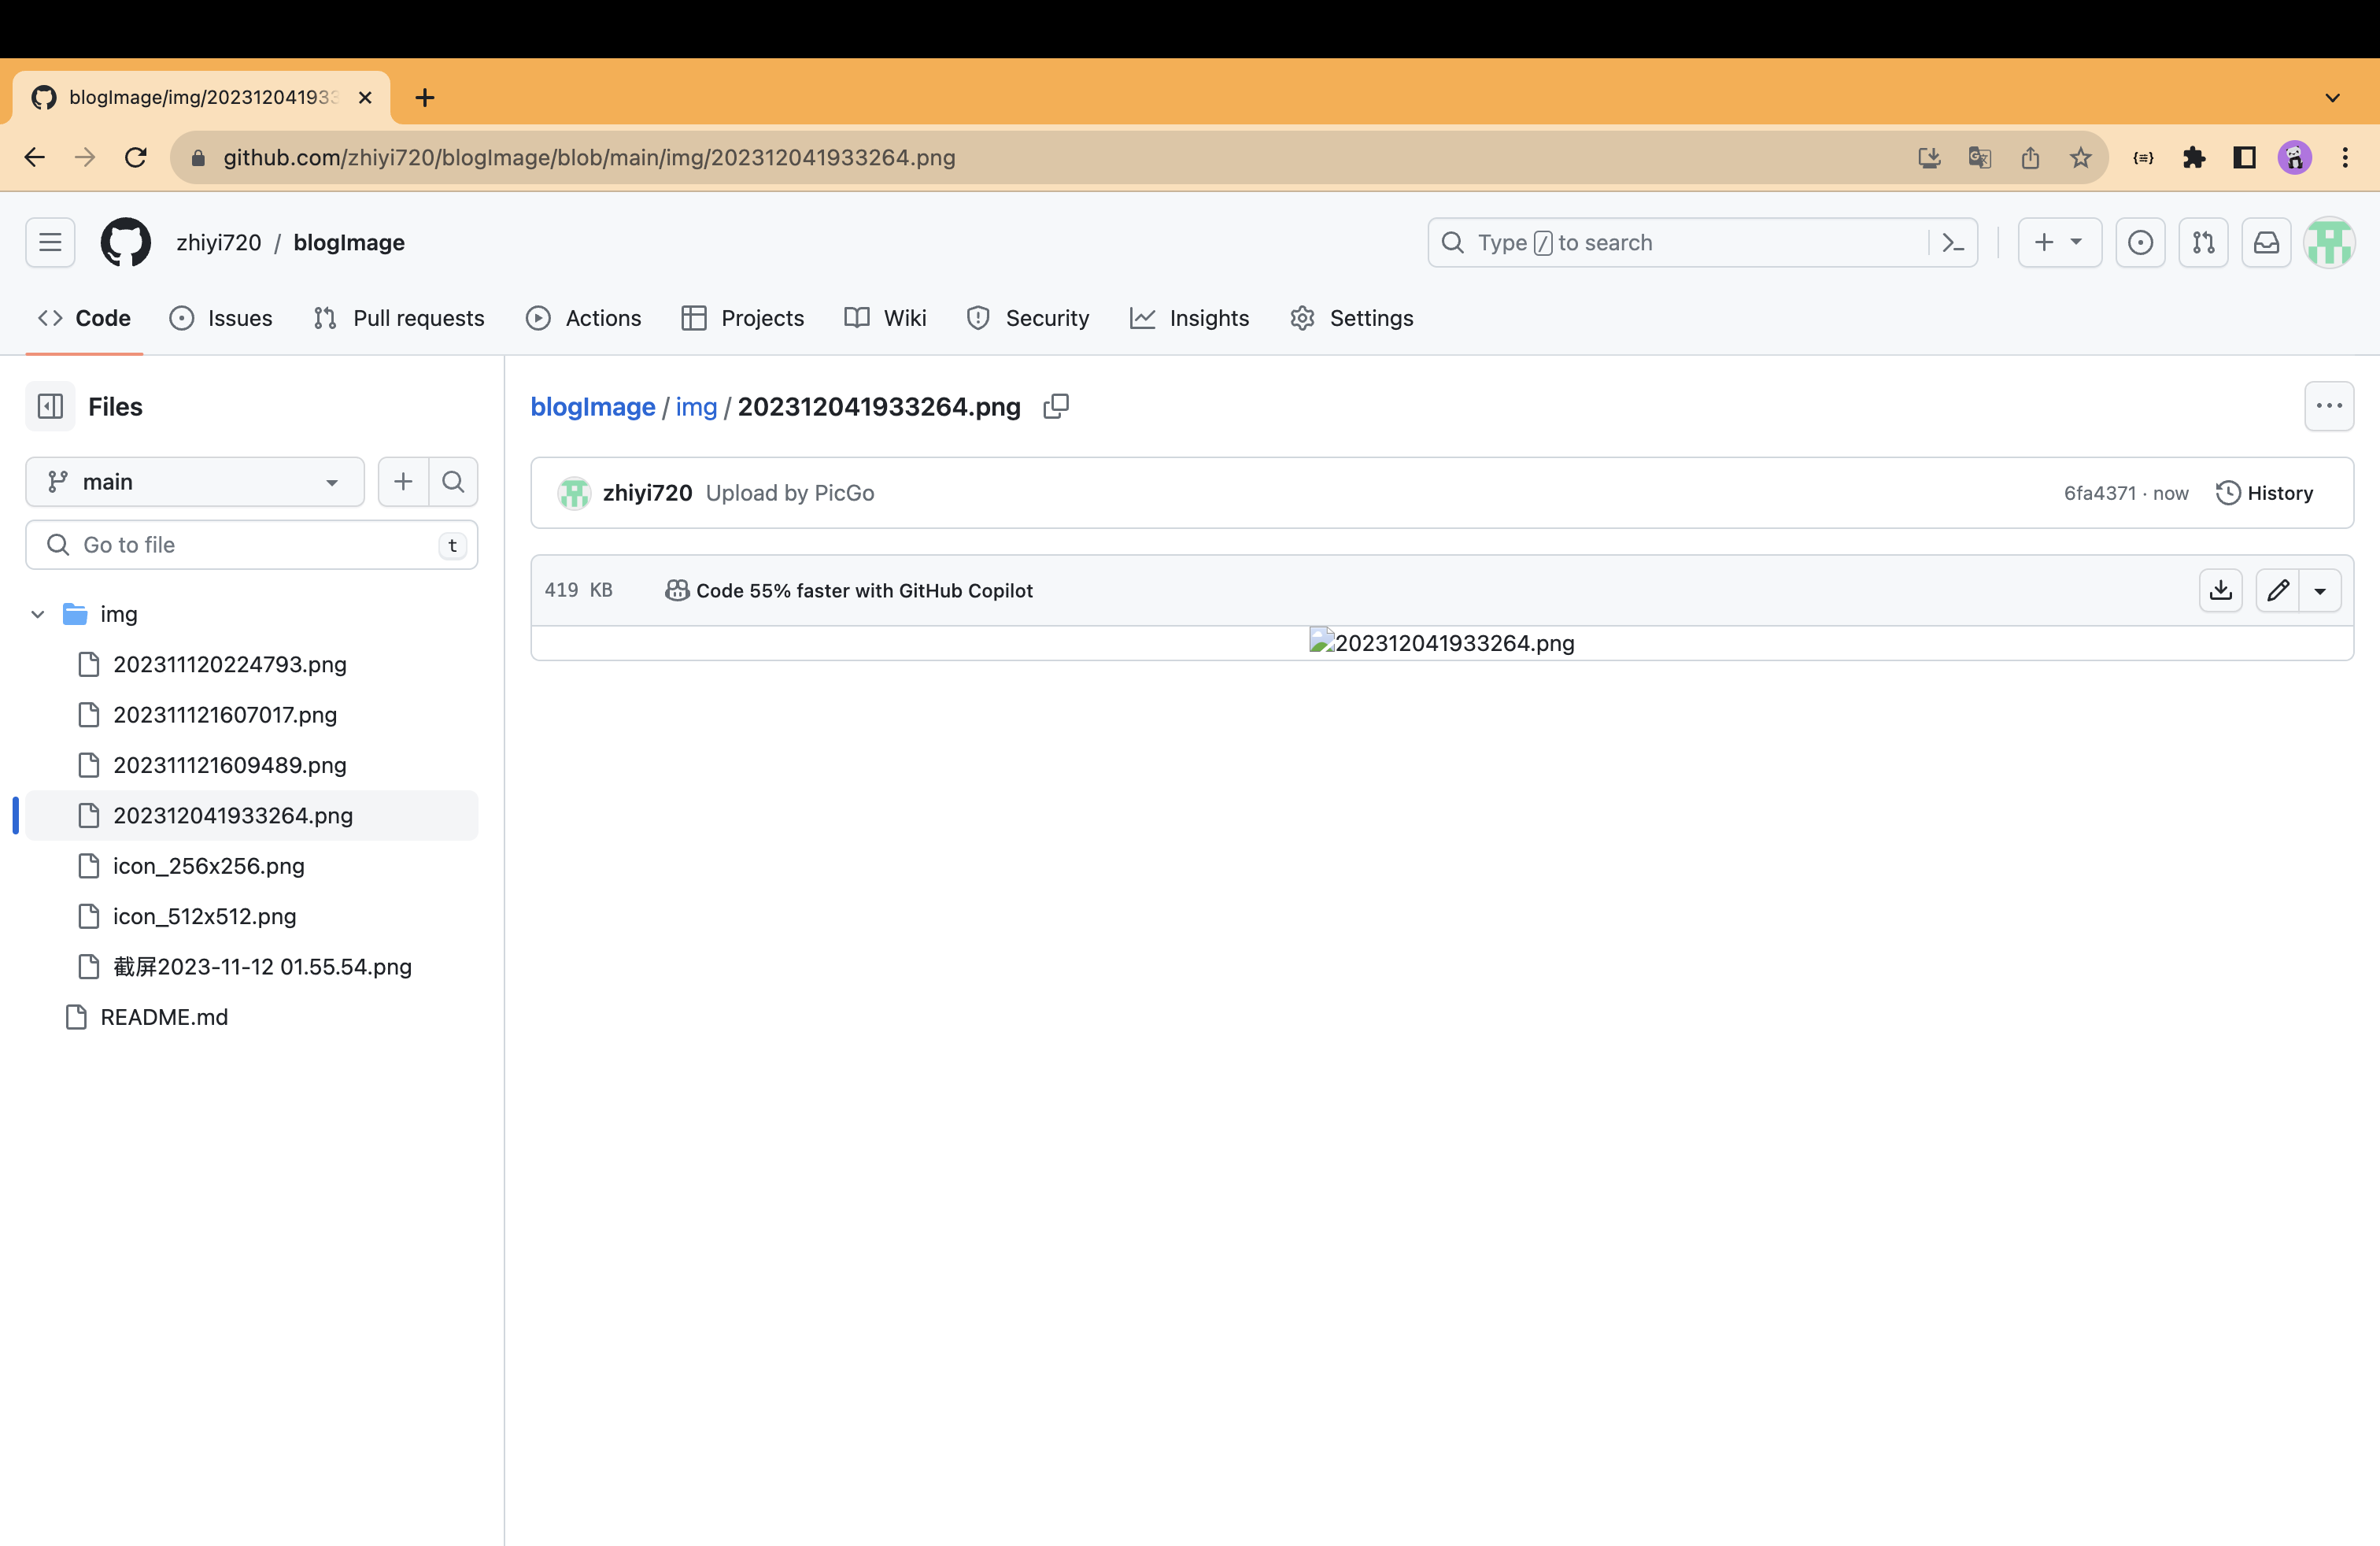 blogImage/img/202312041933
github.com/zhiyi720/blogImage/blob/main/img/202312041933264.png
zhiyi720 / blogImage
Type / to search
Code Issues Pull requests Actions Projects Wiki Security Insights Settings
Files
main
Go to file t
img
202311120224793.png
202311121607017.png
202311121609489.png
202312041933264.png
icon_256x256.png
icon_512x512.png
截屏2023-11-12 01.55.54.png
README.md
blogImage / img / 202312041933264.png
zhiyi720 Upload by PicGo 6fa4371 · now History
419 KB Code 55% faster with GitHub Copilot
202312041933264.png